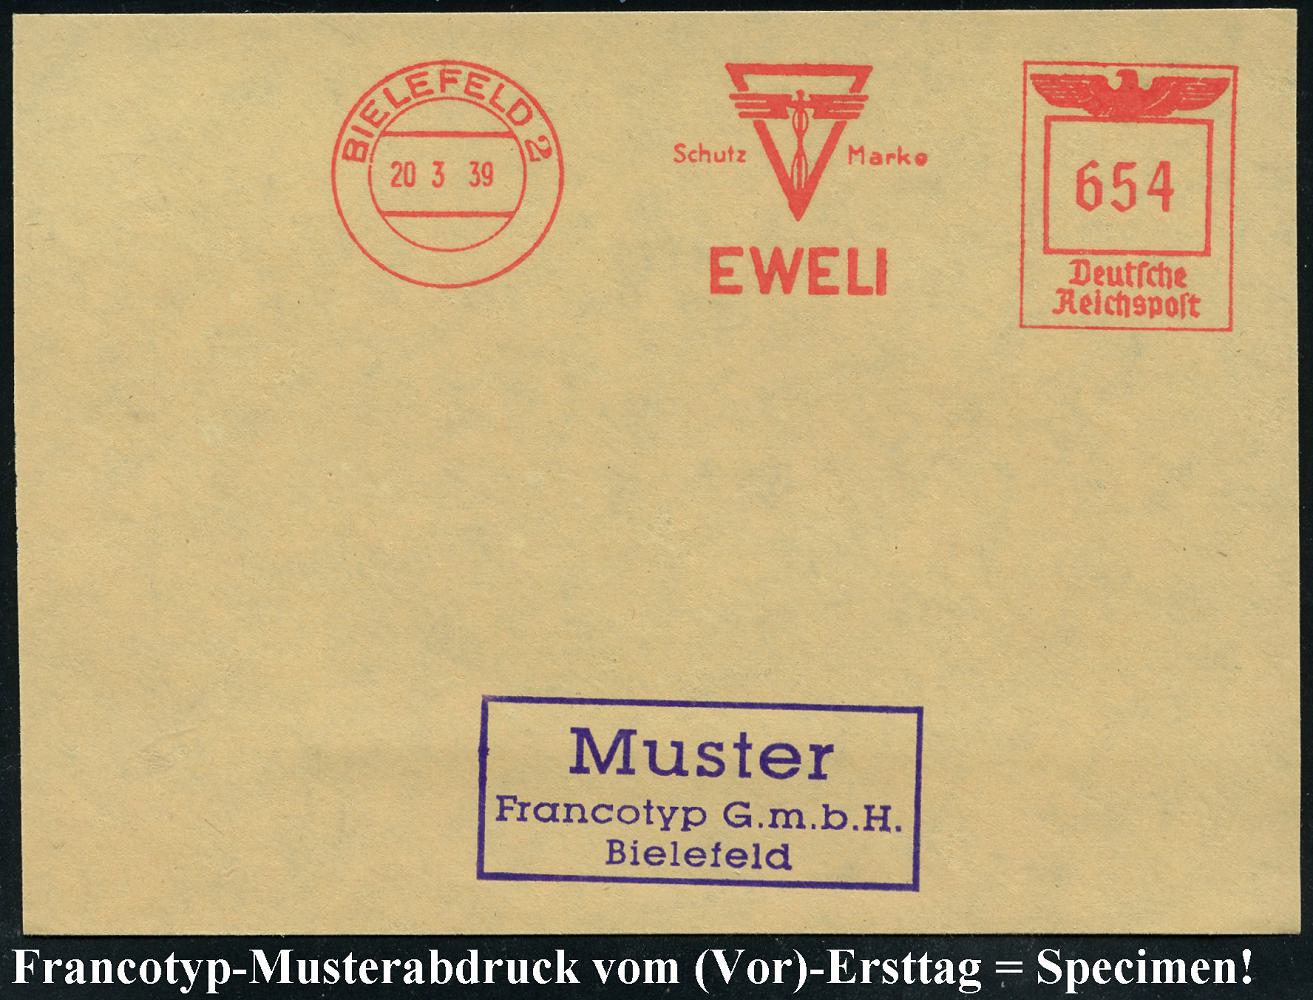 BIELEFELD 2
20 3 39
Schutz Marke
EWELI
654
Deutsche
Reichspost
Muster
Francotyp G.m.b.H.
Bielefeld
Francotyp-Musterabdruck vom (Vor)-Ersttag = Specimen!